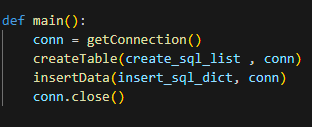 def main():
    conn = getConnection()
    createTable(create_sql_list , conn)
    insertData(insert_sql_dict, conn)
    conn.close()